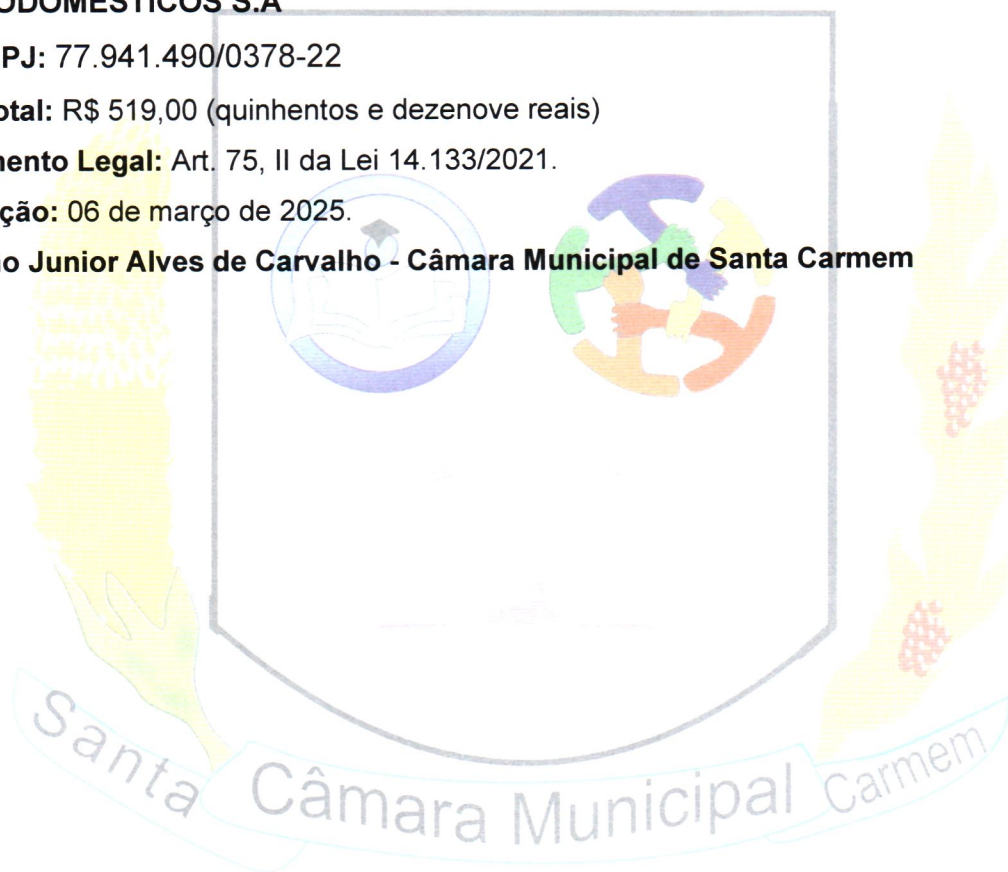 ODOMÉSTICOS S.A
PJ: 77.941.490/0378-22
otal: R$ 519,00 (quinhentos e dezenove reais)
mento Legal: Art. 75, II da Lei 14.133/2021.
ção: 06 de março de 2025.
o Junior Alves de Carvalho - Câmara Municipal de Santa Carmem
Santa Câmara Municipal Carmem